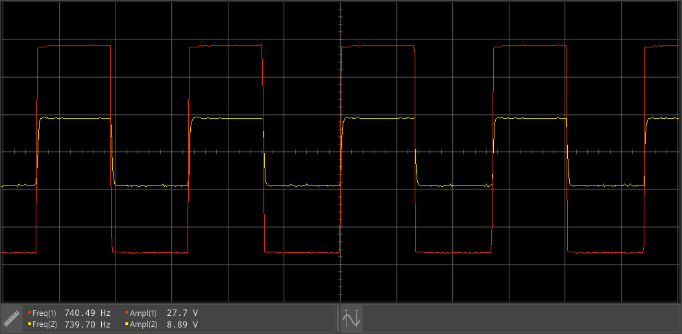 Freq(1) 740.49 Hz Ampl(1) 27.7 V
Freq(2) 739.70 Hz Ampl(2) 8.89 V